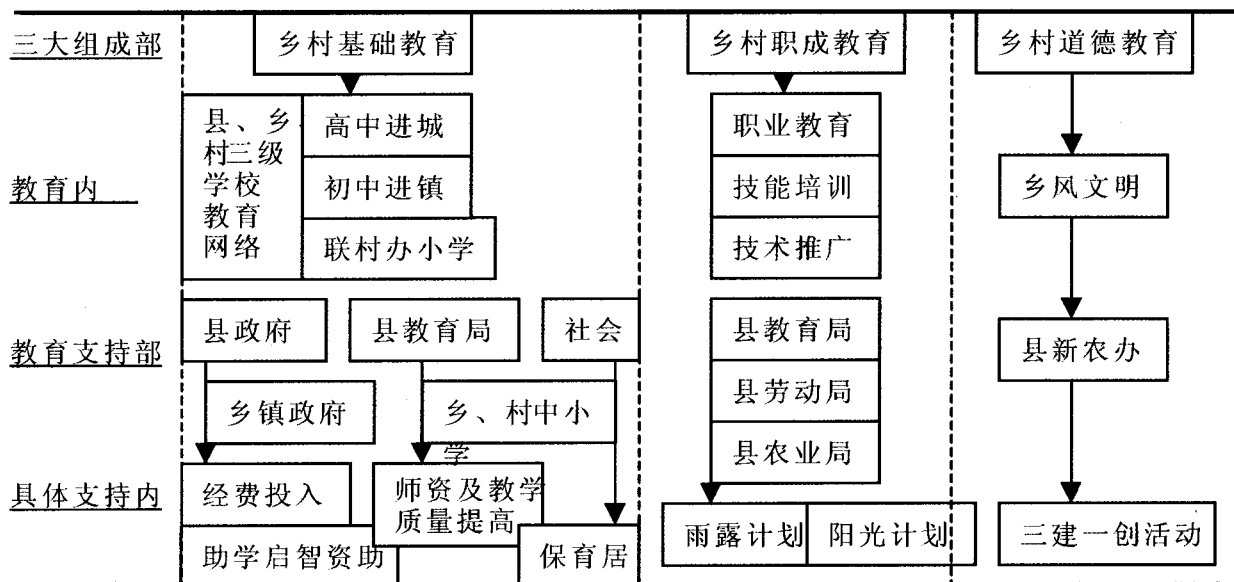 三大组成部
乡村基础教育
乡村职成教育
乡村道德教育
教育内
县、乡
村三级
学校
教育
网络
高中进城
初中进镇
联村办小学
职业教育
技能培训
技术推广
乡风文明
教育支持部
县政府
县教育局
社会
县教育局
县劳动局
县农业局
县新农办
乡镇政府
乡、村中小
学
具体支持内
经费投入
助学启智资助
师资及教学
质量提高
保育居
雨露计划
阳光计划
三建一创活动